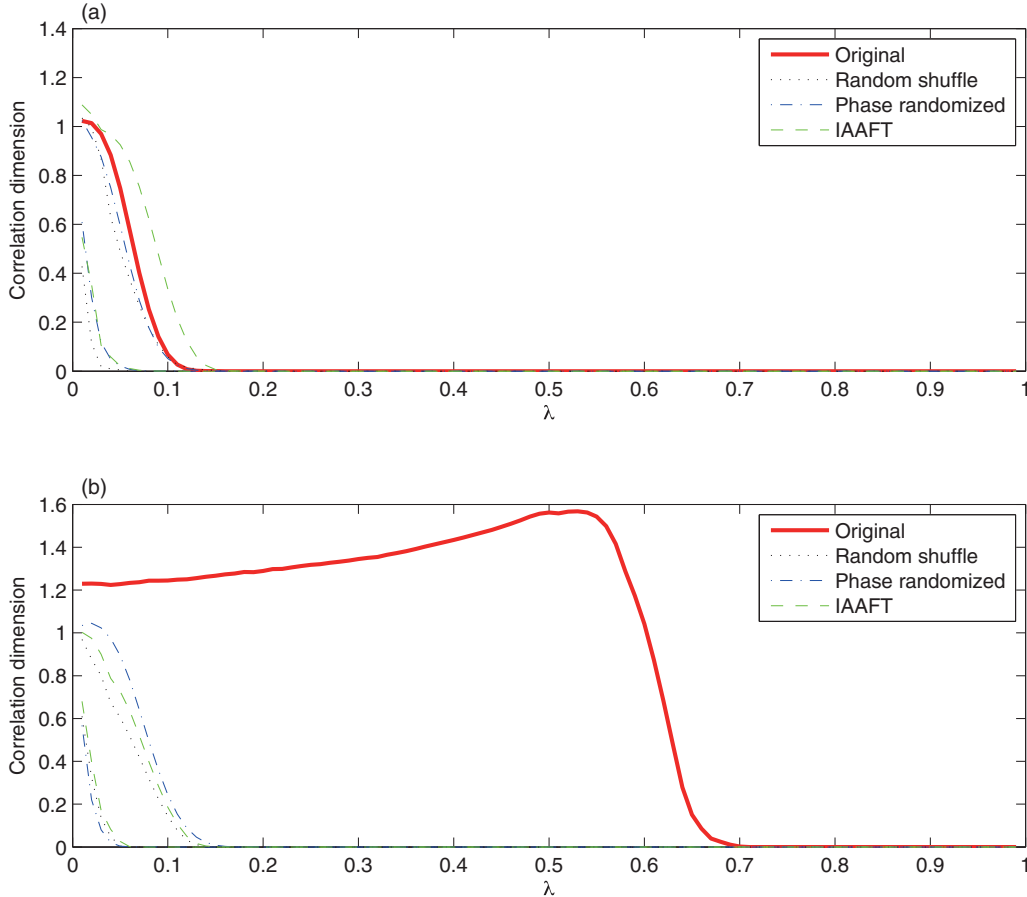 (a)
1.4
1.2
1
0.8
0.6
0.4
0.2
0
Correlation dimension
Original
Random shuffle
Phase randomized
IAAFT
0 0.1 0.2 0.3 0.4 0.5 0.6 0.7 0.8 0.9 1
λ
(b)
1.6
1.4
1.2
1
0.8
0.6
0.4
0.2
0
Correlation dimension
Original
Random shuffle
Phase randomized
IAAFT
0 0.1 0.2 0.3 0.4 0.5 0.6 0.7 0.8 0.9 1
λ